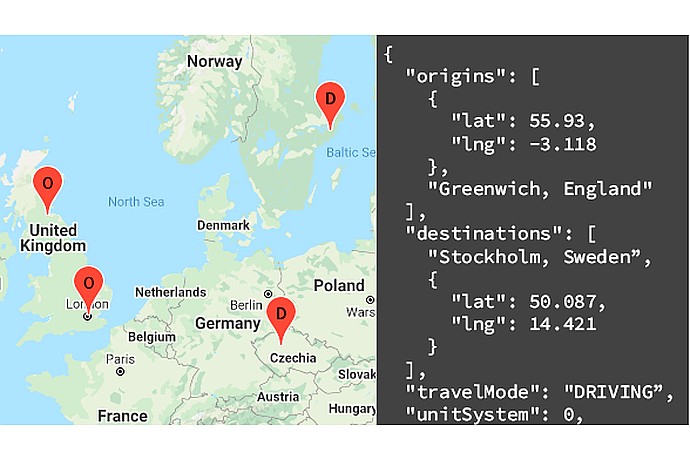 Norway
D
Baltic Se
O
North Sea
United
Kingdom
Denmark
O
London
Netherlands
Poland
Berlin
D
Wars
Germany
Belgium
Paris
Czechia
Slovak
Austria
Hungary
France
{
"origins": [
{
"lat": 55.93,
"lng": -3.118
},
"Greenwich, England"
],
"destinations": [
"Stockholm, Sweden”,
{
"lat": 50.087,
"lng": 14.421
}
],
"travelMode": "DRIVING”,
"unitSystem": 0,